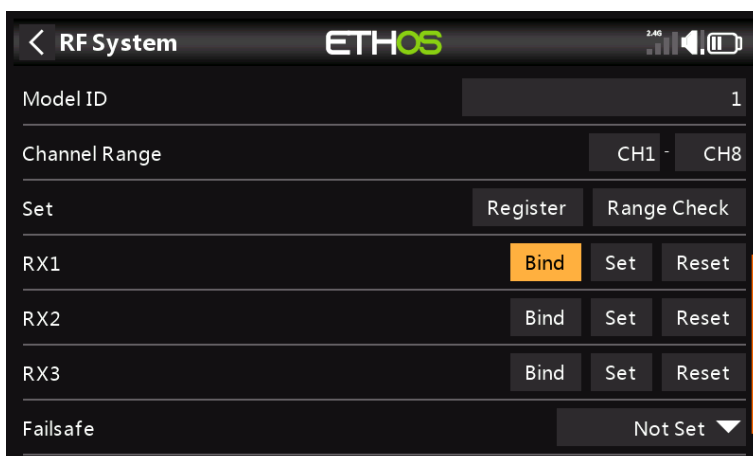 RF System ETHOS 2.4G
Model ID 1
Channel Range CH1 - CH8
Set Register Range Check
RX1 Bind Set Reset
RX2 Bind Set Reset
RX3 Bind Set Reset
Failsafe Not Set